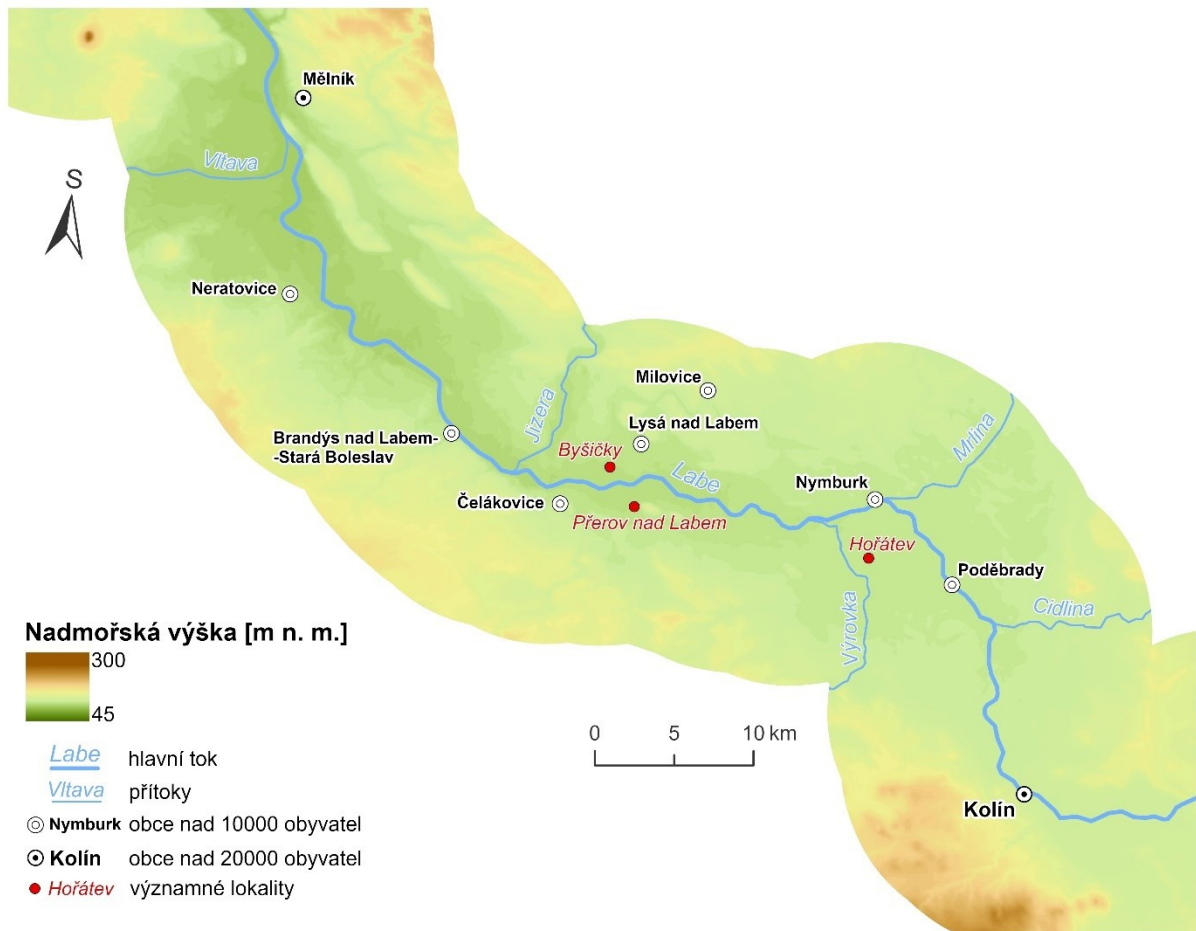 Mělník
Vltava
S
Neratovice
Jizera
Milovice
Lysá nad Labem
Mrlina
Brandýs nad Labem-
-Stará Boleslav
Byšičky
Labe
Nymburk
Čelákovice
Přerov nad Labem
Hořátev
Poděbrady
Cidlina
Výrovka
Kolín
Nadmořská výška [m n. m.]
300
45
0 5 10 km
Labe hlavní tok
Vltava přítoky
Nymburk obce nad 10000 obyvatel
Kolín obce nad 20000 obyvatel
Hořátev významné lokality